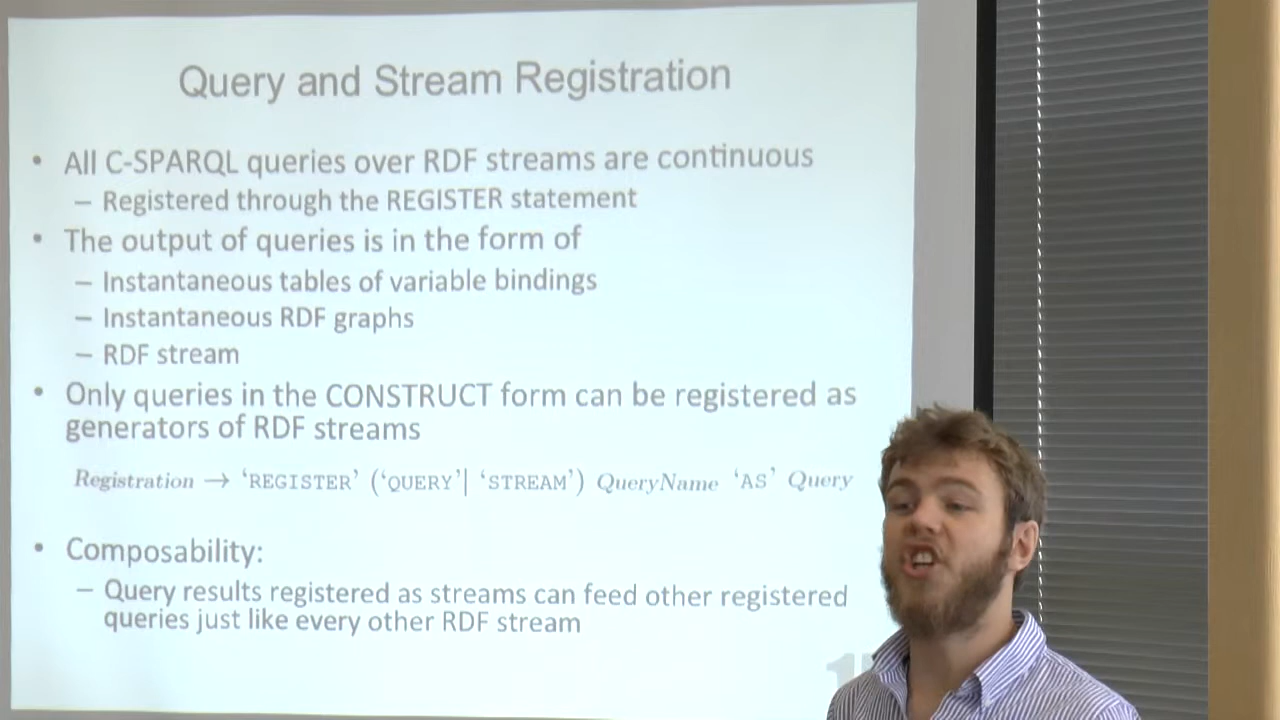 Query and Stream Registration
• All C-SPARQL queries over RDF streams are continuous
– Registered through the REGISTER statement
• The output of queries is in the form of
– Instantaneous tables of variable bindings
– Instantaneous RDF graphs
– RDF stream
• Only queries in the CONSTRUCT form can be registered as
generators of RDF streams
Registration → ‘REGISTER’ (‘QUERY’| ‘STREAM’) QueryName ‘AS’ Query
• Composability:
– Query results registered as streams can feed other registered
queries just like every other RDF stream